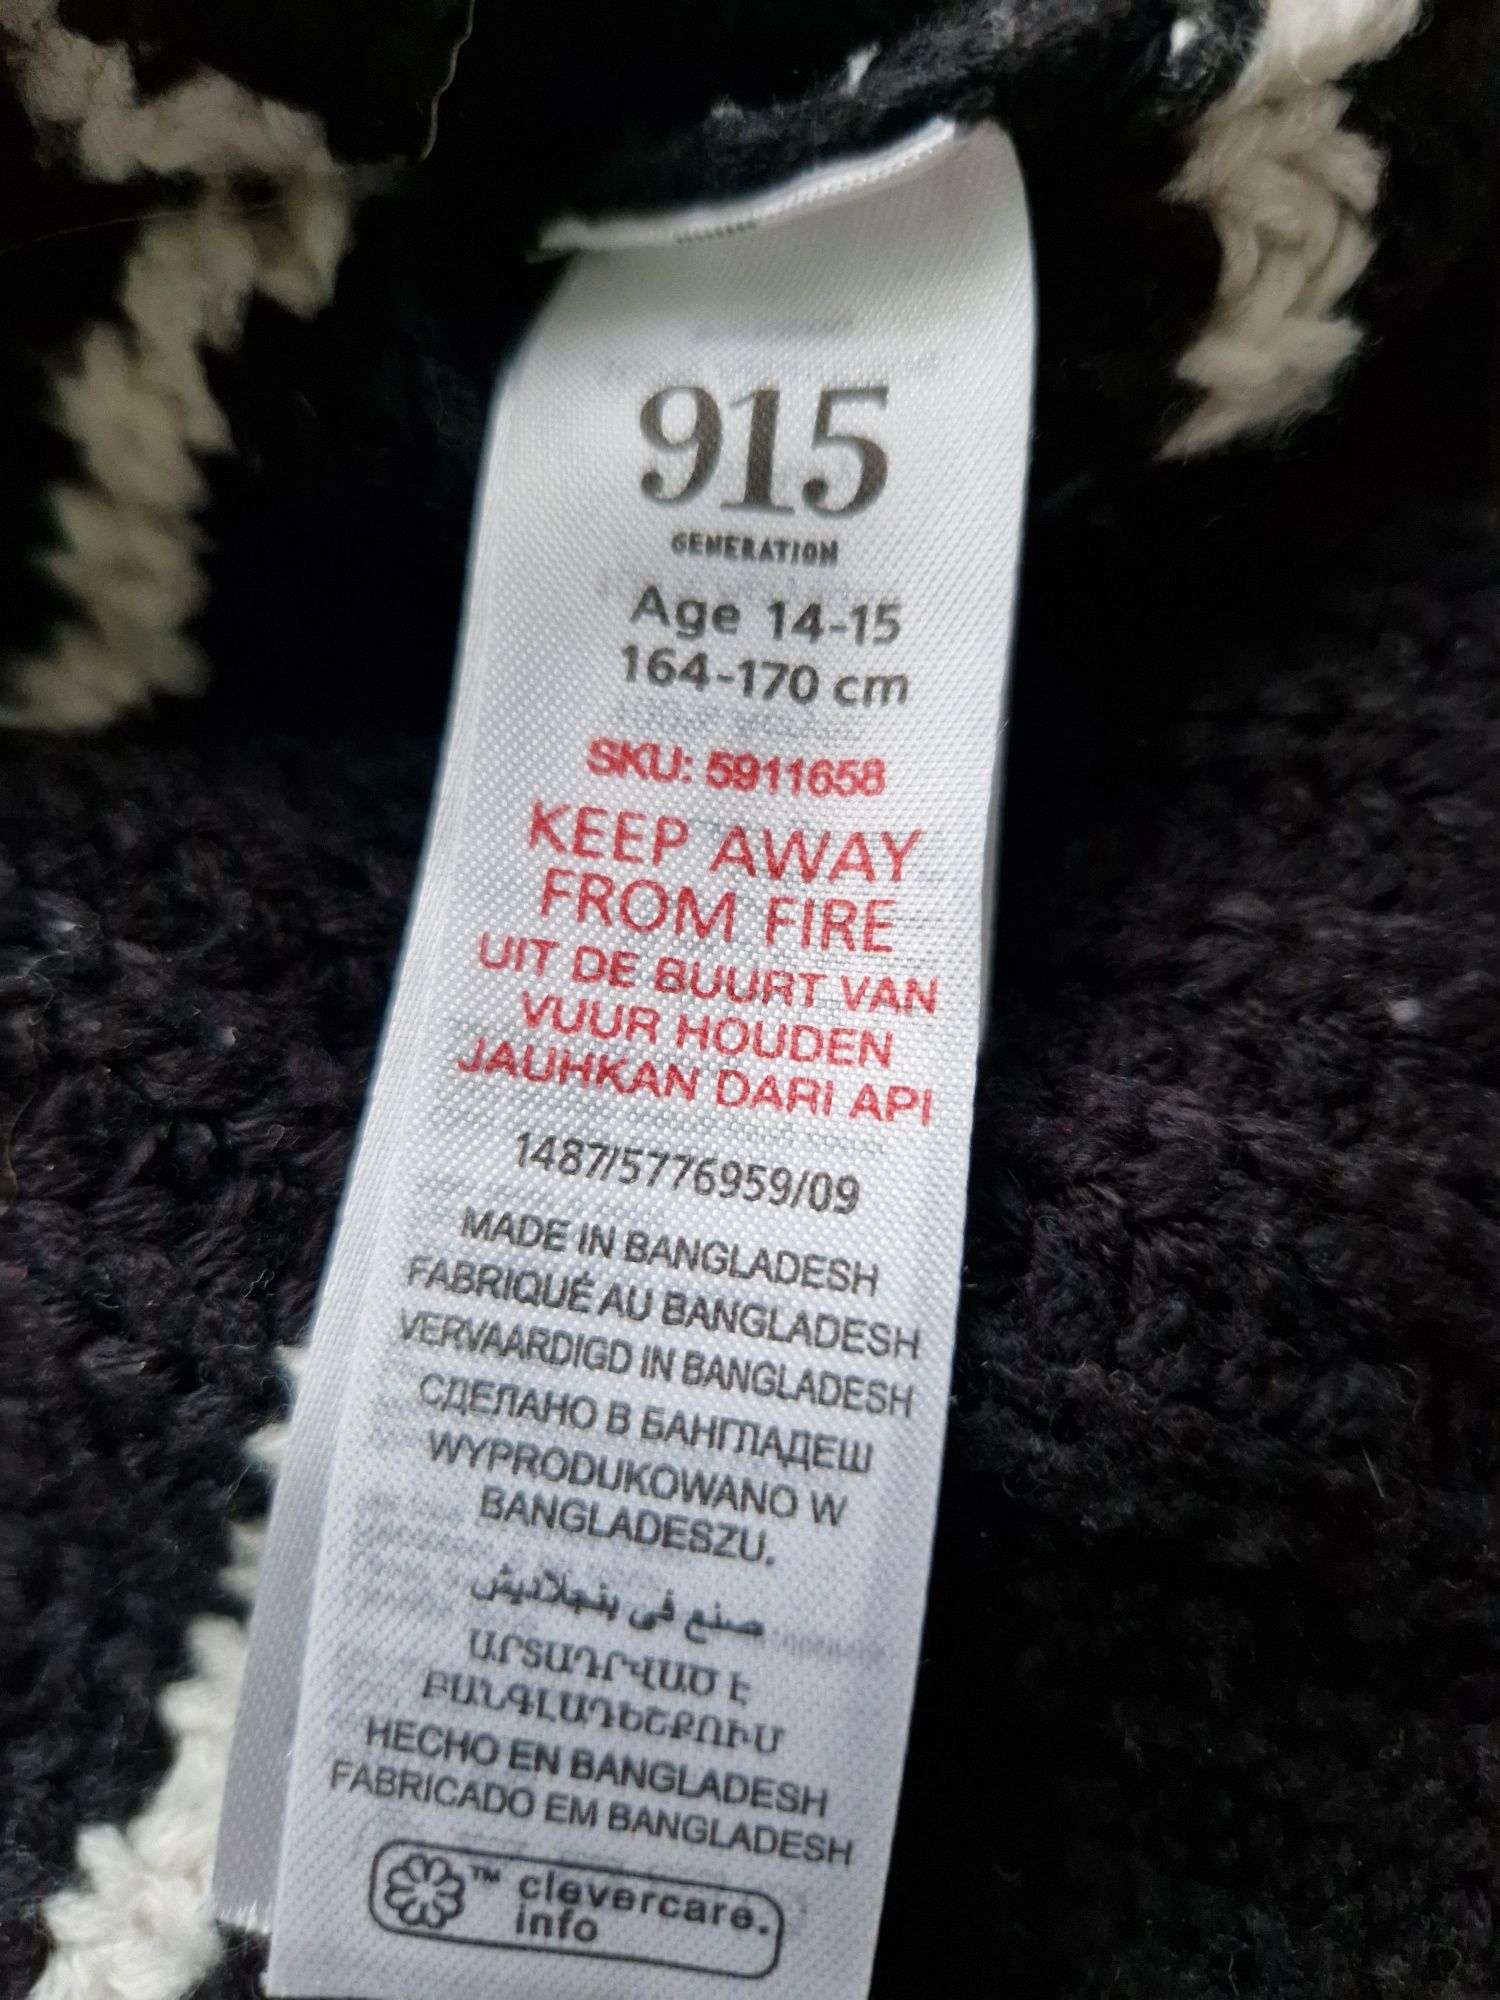 915
GENERATION
Age 14-15
164-170 cm
SKU: 5911658
KEEP AWAY
FROM FIRE
UIT DE BUURT VAN
VUUR HOUDEN
JAUHKAN DARI API
1487/5776959/09
MADE IN BANGLADESH
FABRIQUÉ AU BANGLADESH
VERVAARDIGD IN BANGLADESH
СДЕЛАНО В БАНГЛАДЕШ
WYPRODUKOWANO W
BANGLADESZU.
صنع في بنجلاديش
ԱՐՏԱԴՐՎԱԾ Է
ԲԱՆԳԼԱԴԵՇՔՈՒՄ
HECHO EN BANGLADESH
FABRICADO EM BANGLADESH
™ clevercare.
info